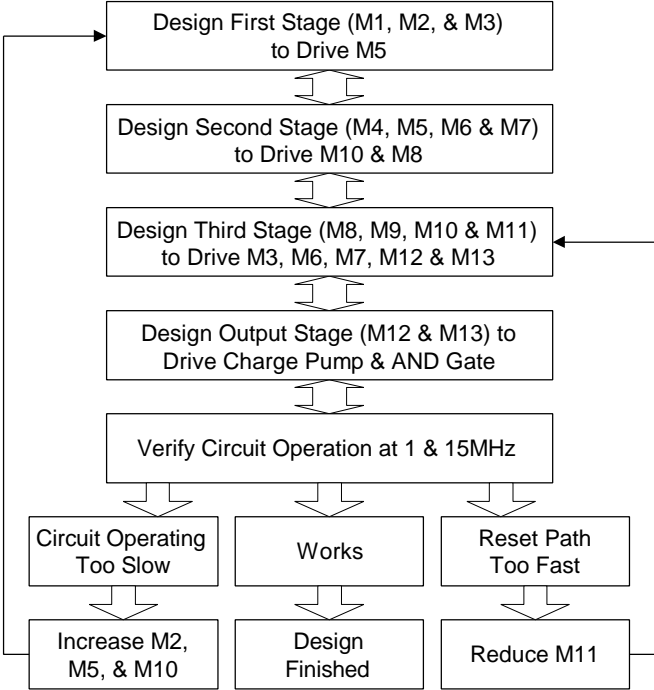 Design First Stage (M1, M2, & M3)
to Drive M5
Design Second Stage (M4, M5, M6 & M7)
to Drive M10 & M8
Design Third Stage (M8, M9, M10 & M11)
to Drive M3, M6, M7, M12 & M13
Design Output Stage (M12 & M13) to
Drive Charge Pump & AND Gate
Verify Circuit Operation at 1 & 15MHz
Circuit Operating
Too Slow
Works
Reset Path
Too Fast
Increase M2,
M5, & M10
Design
Finished
Reduce M11